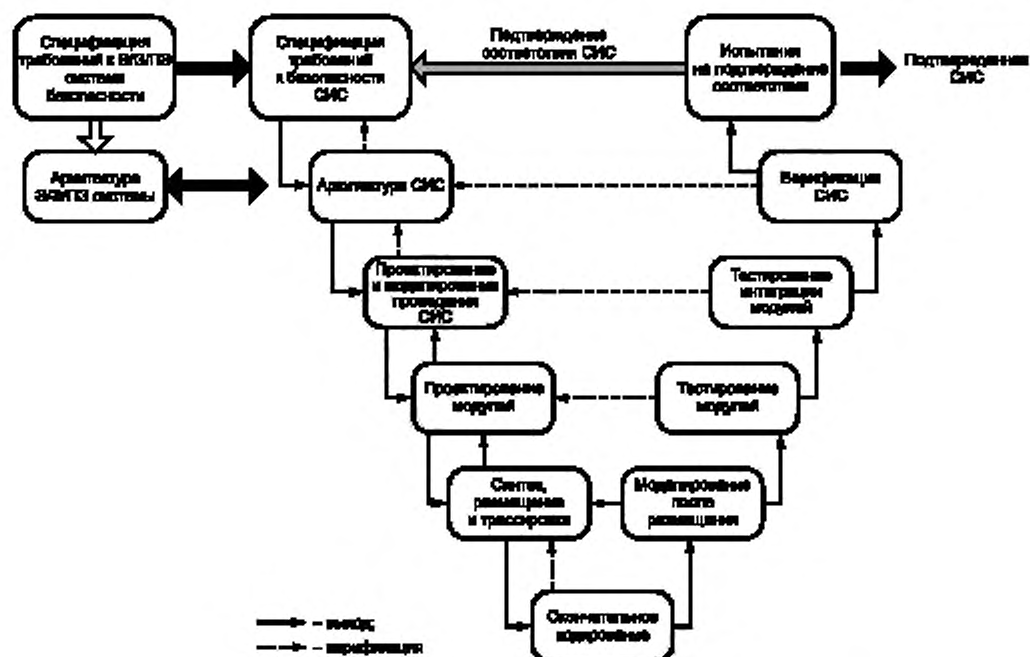 Спецификация
требований к Э/Э/ПЭ
системе
безопасности
Спецификация
требований
к безопасности
СИС
Подтверждение
соответствия СИС
Испытания
на подтверждение
соответствия
Подтвержденная
СИС
Архитектура
Э/Э/ПЭ системы
Архитектура СИС
Верификация
СИС
Проектирование
и моделирование
поведения
СИС
Тестирование
интеграции
модулей
Проектирование
модулей
Тестирование
модулей
Синтез,
размещение
и трассировка
Моделирование
после
размещения
Окончательное
кодирование
– выход;
– верификация